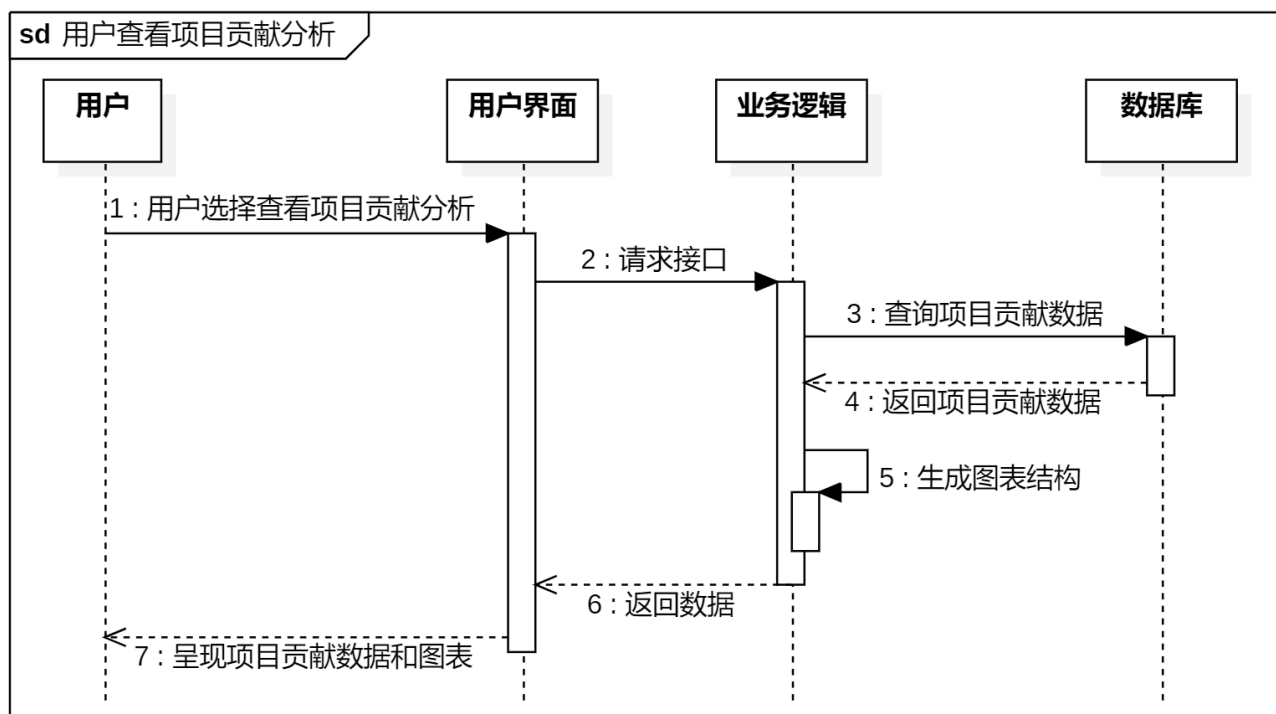 sd 用户查看项目贡献分析
用户 用户界面 业务逻辑 数据库
1 : 用户选择查看项目贡献分析
2 : 请求接口
3 : 查询项目贡献数据
4 : 返回项目贡献数据
5 : 生成图表结构
6 : 返回数据
7 : 呈现项目贡献数据和图表